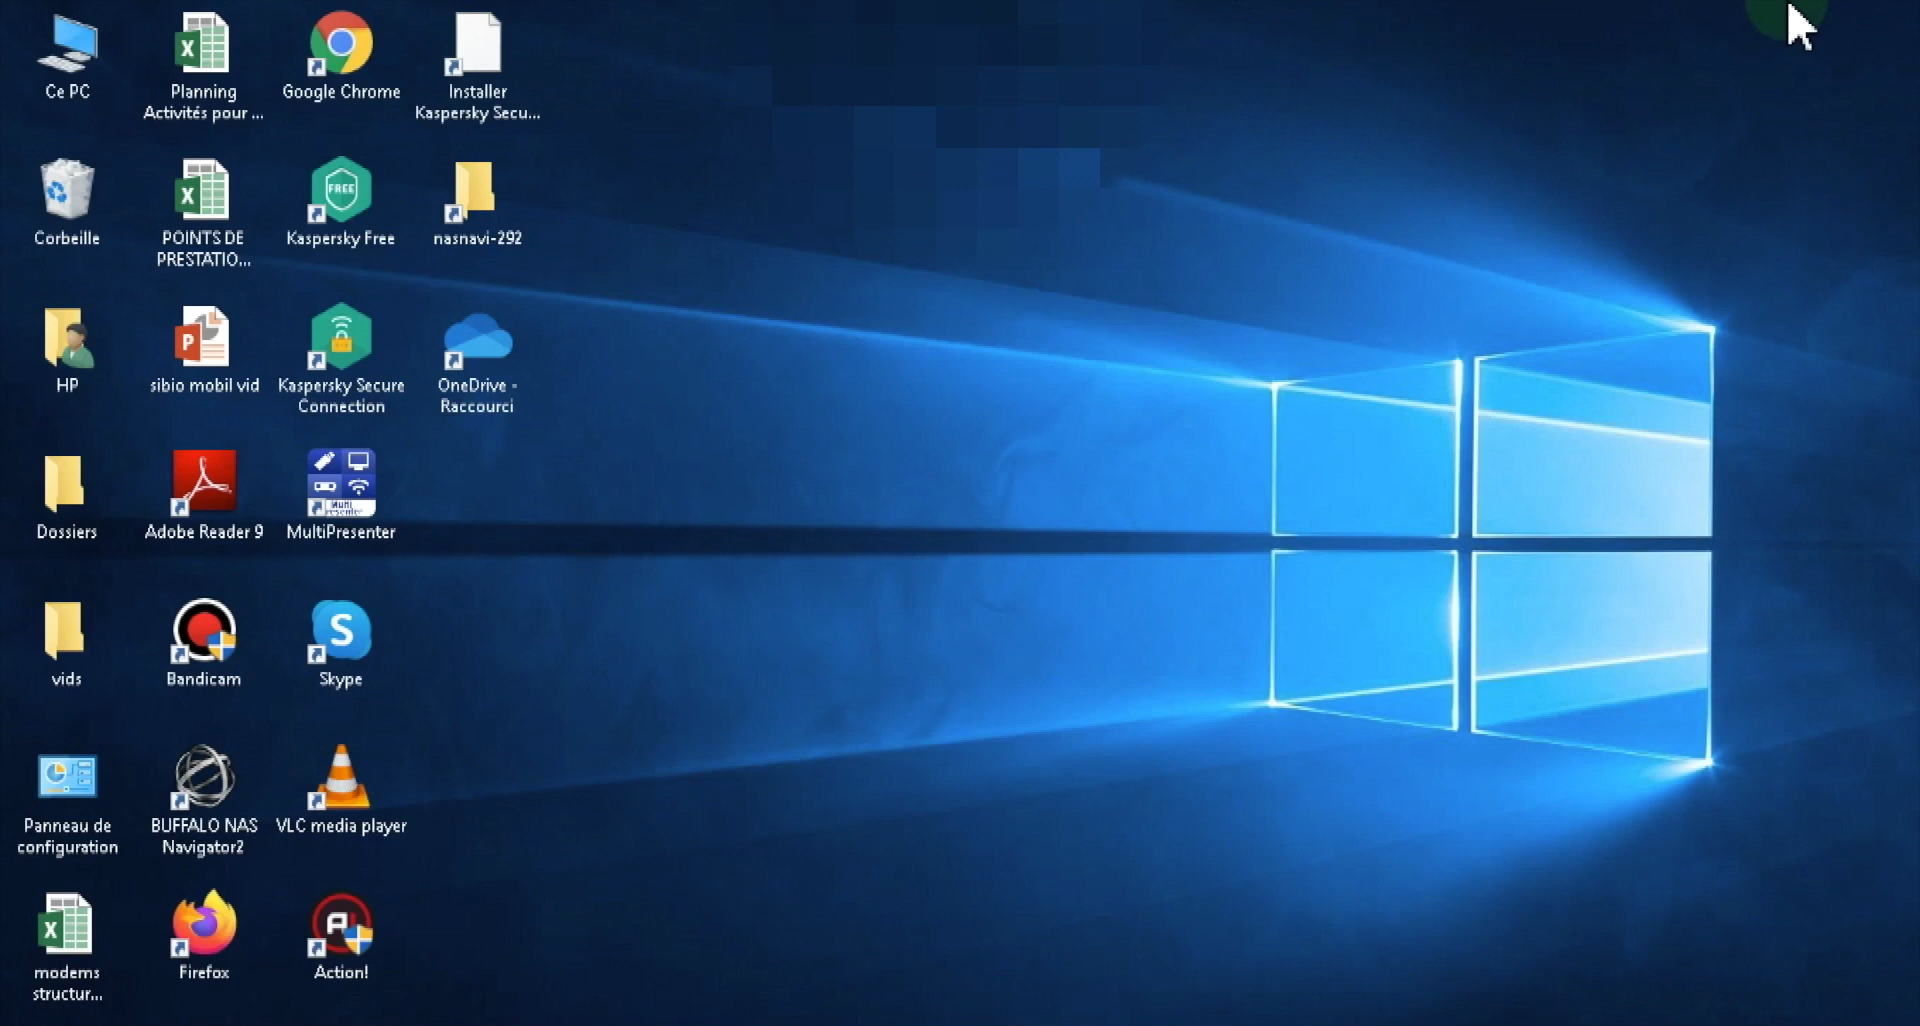 Ce PC
Planning
Activités pour ...
Google Chrome
Installer
Kaspersky Secu...
Corbeille
POINTS DE
PRESTATIO...
FREE
Kaspersky Free
nasnavi-292
HP
sibio mobil vid
Kaspersky Secure
Connection
OneDrive -
Raccourci
Dossiers
Adobe Reader 9
MultiPresenter
vids
Bandicam
Skype
Panneau de
configuration
BUFFALO NAS
Navigator2
VLC media player
modems
structur...
Firefox
Action!